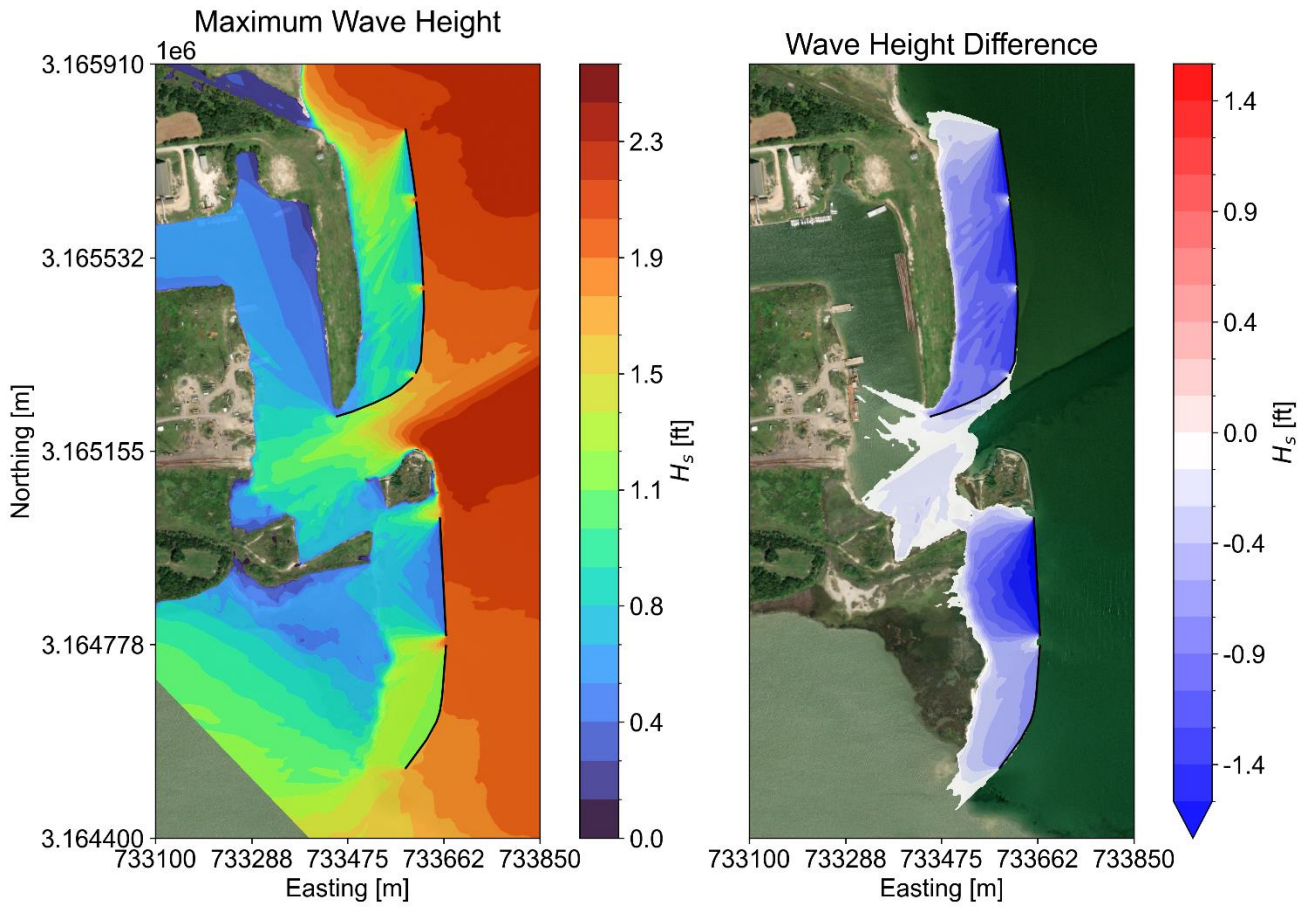 Maximum Wave Height
1e6
3.165910
3.165532
3.165155
3.164778
3.164400
Northing [m]
733100 733288 733475 733662 733850
Easting [m]
2.3
1.9
1.5
1.1
0.8
0.4
0.0
H_s [ft]
Wave Height Difference
733100 733288 733475 733662 733850
Easting [m]
1.4
0.9
0.4
0.0
-0.4
-0.9
-1.4
H_s [ft]